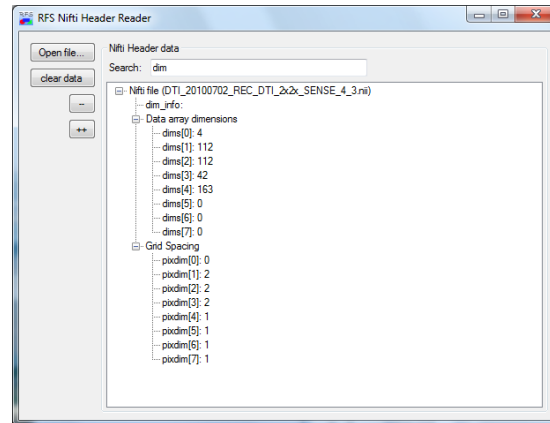 RFS Nifti Header Reader
Open file...
clear data
--
++
Nifti Header data
Search: dim
Nifti file (DTI_20100702_REC_DTI_2x2x_SENSE_4_3.nii)
dim_info:
Data array dimensions
dims[0]: 4
dims[1]: 112
dims[2]: 112
dims[3]: 42
dims[4]: 163
dims[5]: 0
dims[6]: 0
dims[7]: 0
Grid Spacing
pixdim[0]: 0
pixdim[1]: 2
pixdim[2]: 2
pixdim[3]: 2
pixdim[4]: 1
pixdim[5]: 1
pixdim[6]: 1
pixdim[7]: 1